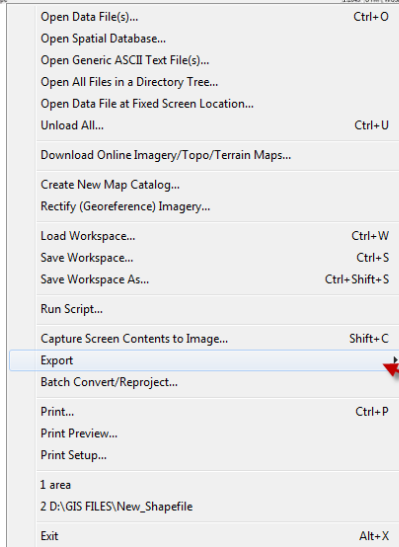 Open Data File(s)... Ctrl+O
Open Spatial Database...
Open Generic ASCII Text File(s)...
Open All Files in a Directory Tree...
Open Data File at Fixed Screen Location...
Unload All... Ctrl+U
Download Online Imagery/Topo/Terrain Maps...
Create New Map Catalog...
Rectify (Georeference) Imagery...
Load Workspace... Ctrl+W
Save Workspace... Ctrl+S
Save Workspace As... Ctrl+Shift+S
Run Script...
Capture Screen Contents to Image... Shift+C
Export
Batch Convert/Reproject...
Print... Ctrl+P
Print Preview...
Print Setup...
1 area
2 D:\GIS FILES\New_Shapefile
Exit Alt+X